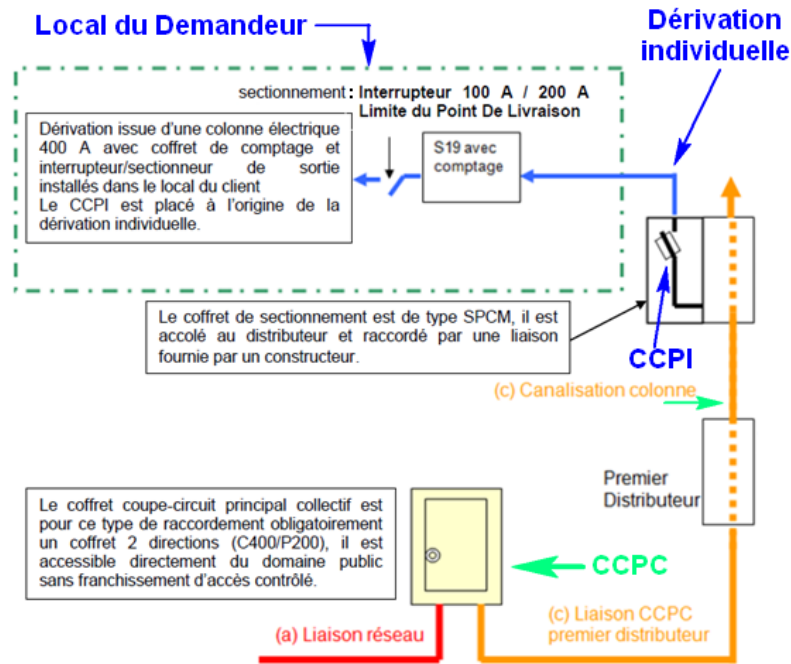 Local du Demandeur
Dérivation
individuelle
sectionnement : Interrupteur 100 A / 200 A
Limite du Point De Livraison
Dérivation issue d'une colonne électrique
400 A avec coffret de comptage et
interrupteur/sectionneur de sortie
installés dans le local du client
Le CCPI est placé à l'origine de la
dérivation individuelle.
S19 avec
comptage
Le coffret de sectionnement est de type SPCM, il est
accolé au distributeur et raccordé par une liaison
fournie par un constructeur.
CCPI
(c) Canalisation colonne
Premier
Distributeur
Le coffret coupe-circuit principal collectif est
pour ce type de raccordement obligatoirement
un coffret 2 directions (C400/P200), il est
accessible directement du domaine public
sans franchissement d'accès contrôlé.
CCPC
(a) Liaison réseau
(c) Liaison CCPC
premier distributeur